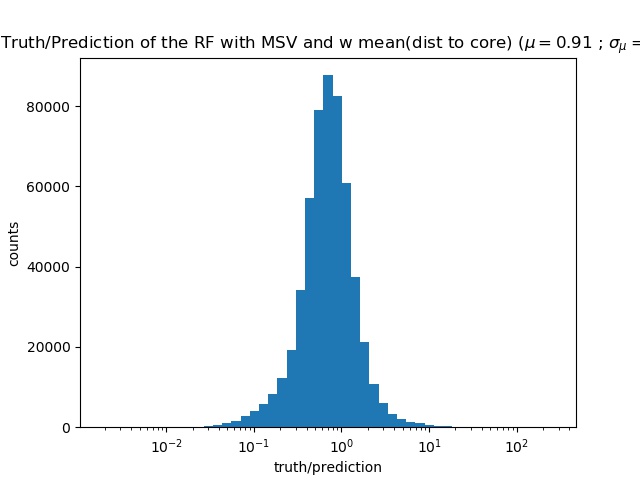 Truth/Prediction of the RF with MSV and w mean(dist to core) (μ = 0.91 ; σ_μ =
80000
60000
40000
20000
0
counts
10⁻² 10⁻¹ 10⁰ 10¹ 10²
truth/prediction